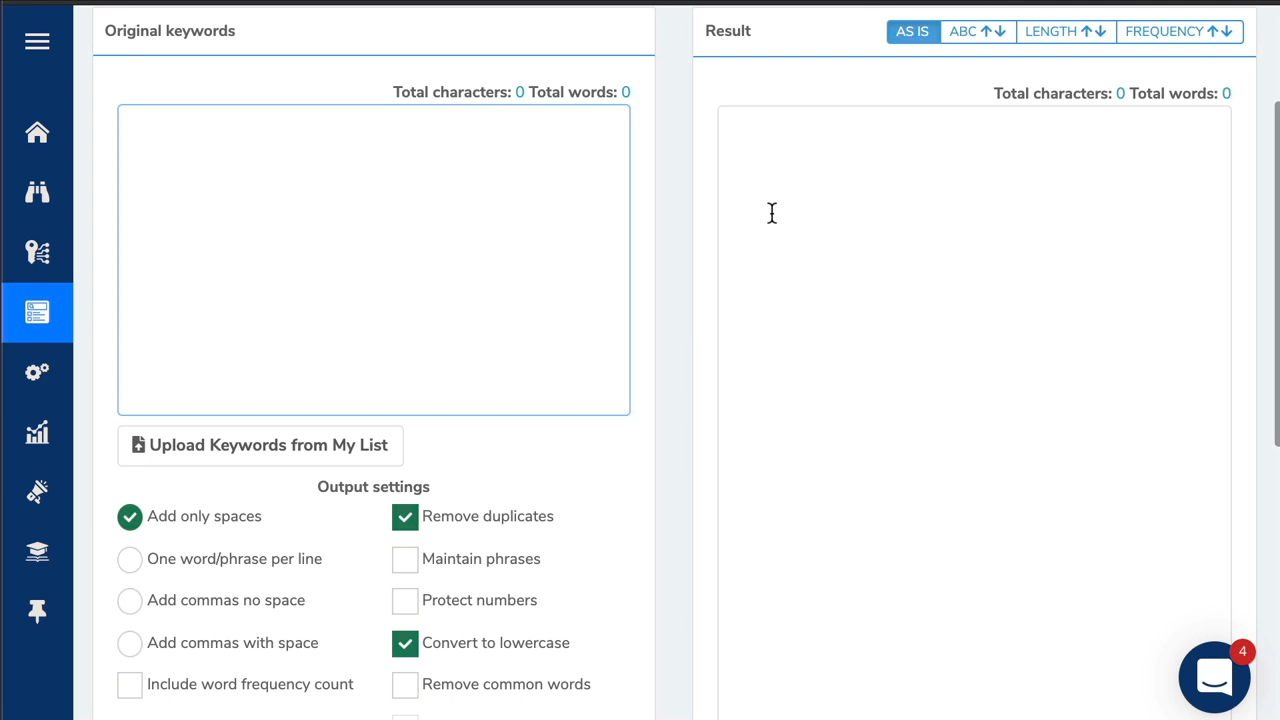 Original keywords
Total characters: 0 Total words: 0
Upload Keywords from My List
Output settings
Add only spaces
Remove duplicates
One word/phrase per line
Maintain phrases
Add commas no space
Protect numbers
Add commas with space
Convert to lowercase
Include word frequency count
Remove common words
Result
AS IS
ABC
LENGTH
FREQUENCY
Total characters: 0 Total words: 0
4